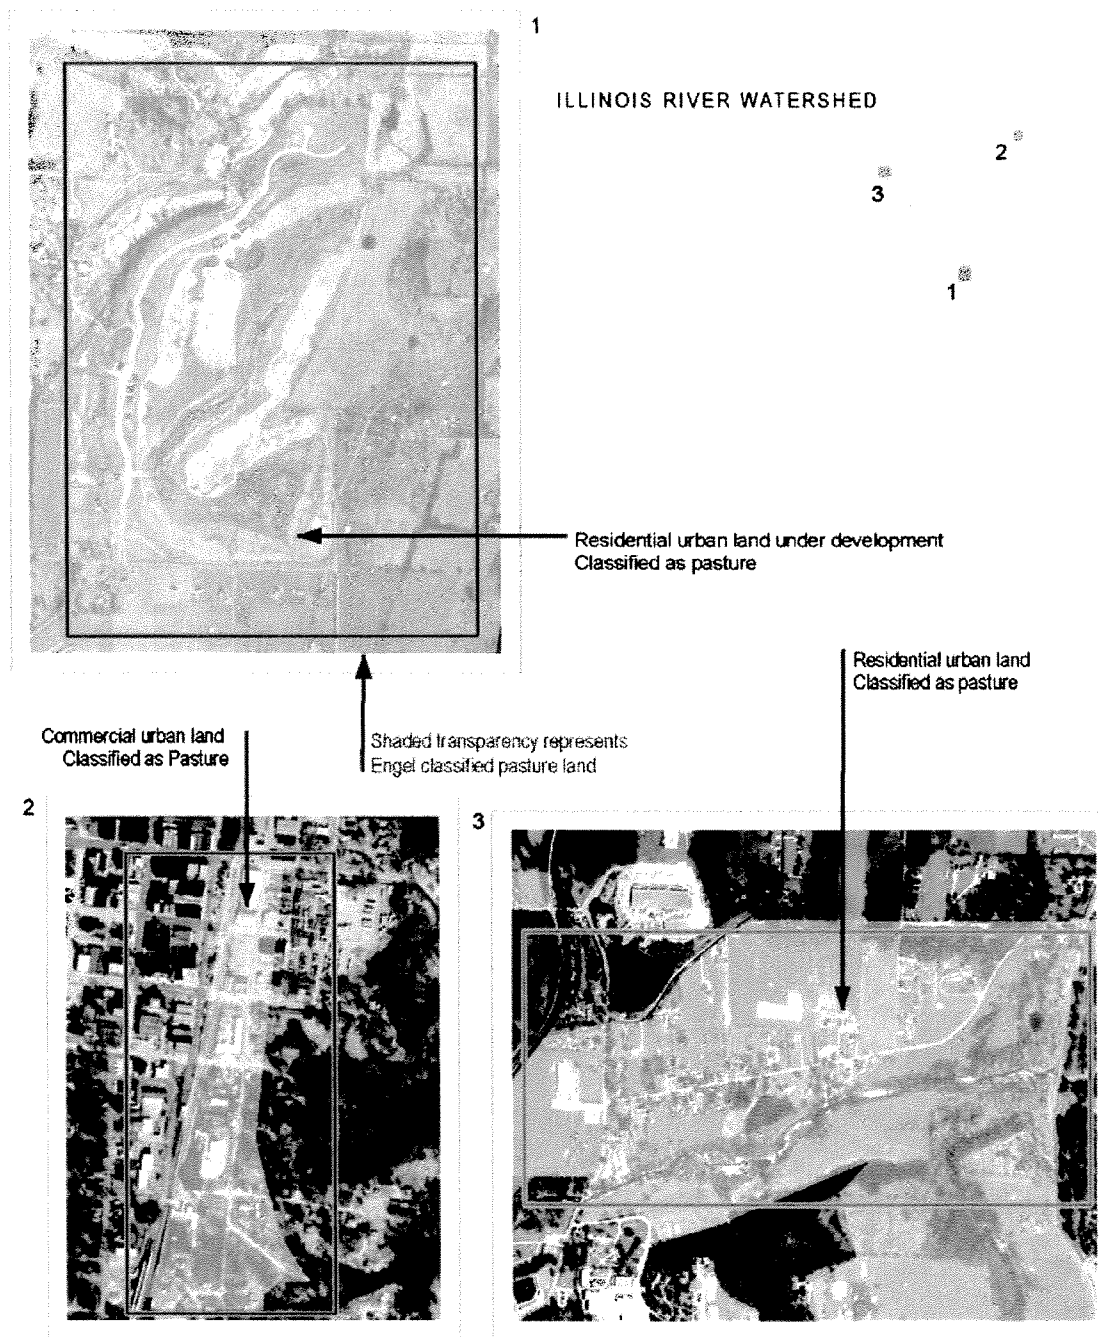 1
ILLINOIS RIVER WATERSHED
2
3
1
Residential urban land under development
Classified as pasture
Residential urban land
Classified as pasture
Commercial urban land
Classified as Pasture
Shaded transparency represents
Engel classified pasture land
2
3